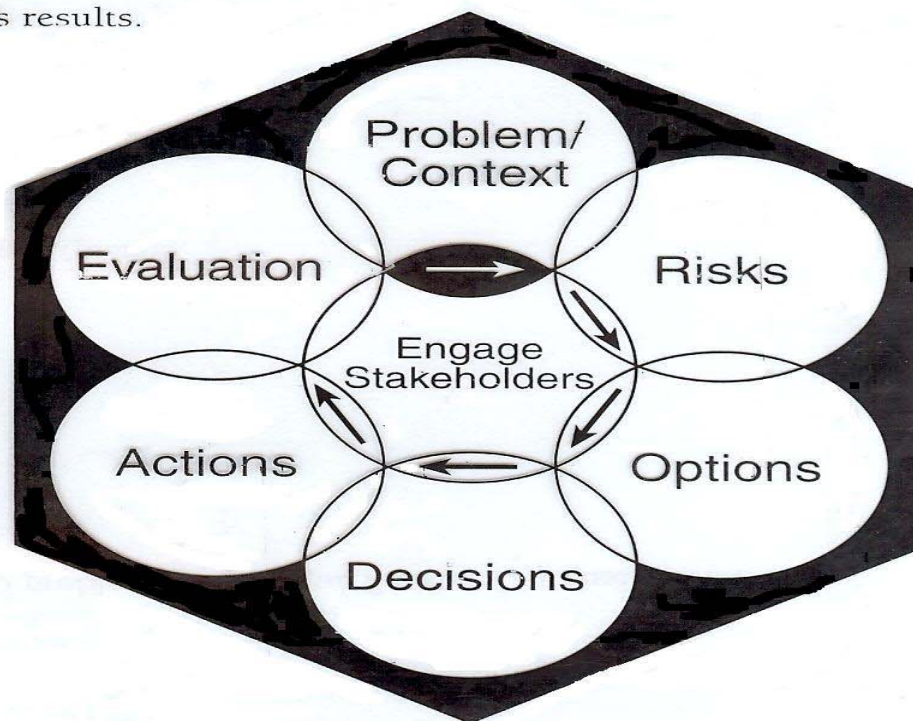 s results.
Problem/
Context
Evaluation
Risks
Engage
Stakeholders
Actions
Options
Decisions